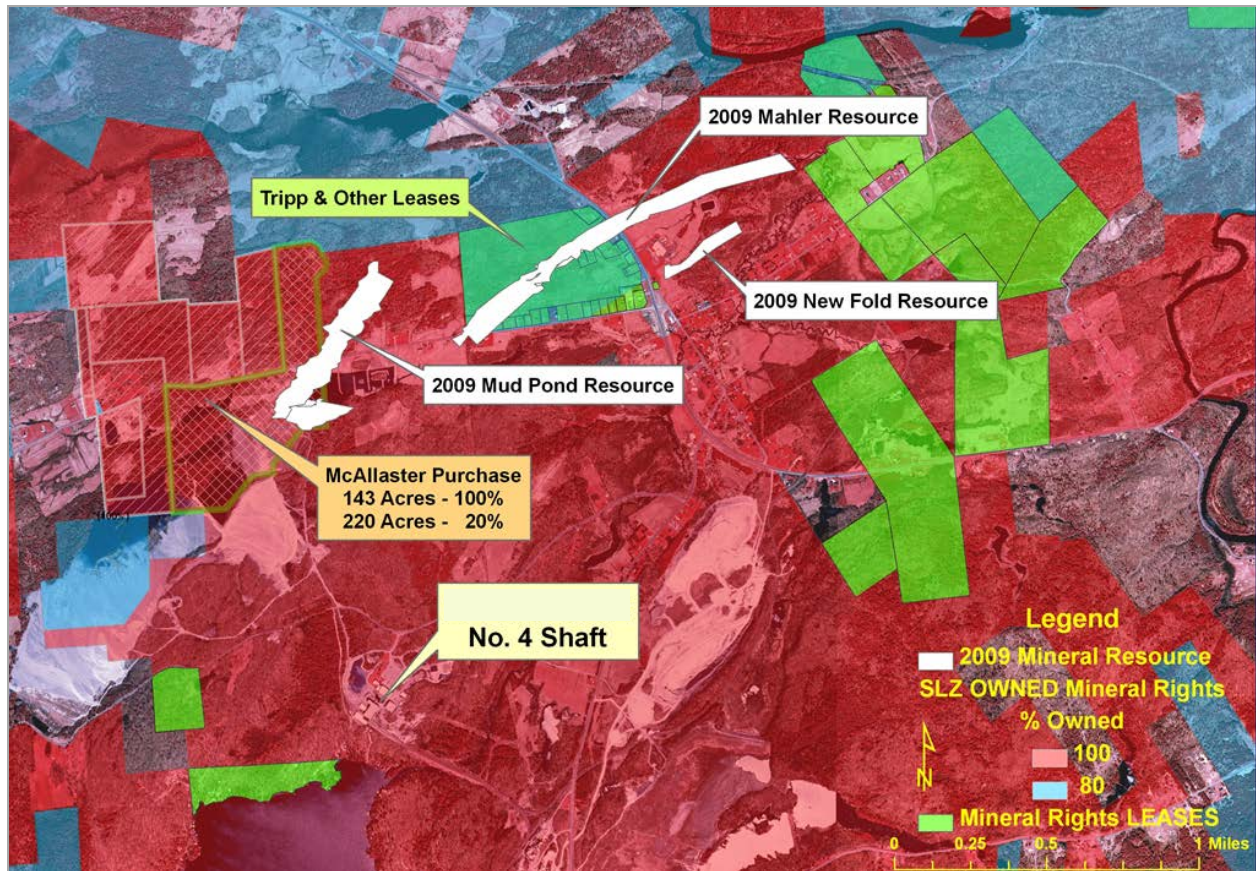 2009 Mahler Resource
Tripp & Other Leases
2009 New Fold Resource
2009 Mud Pond Resource
McAllaster Purchase
143 Acres - 100%
220 Acres - 20%
No. 4 Shaft
Legend
2009 Mineral Resource
SLZ OWNED Mineral Rights
% Owned
100
80
Mineral Rights LEASES
N
0 0.25 0.5 1 Miles